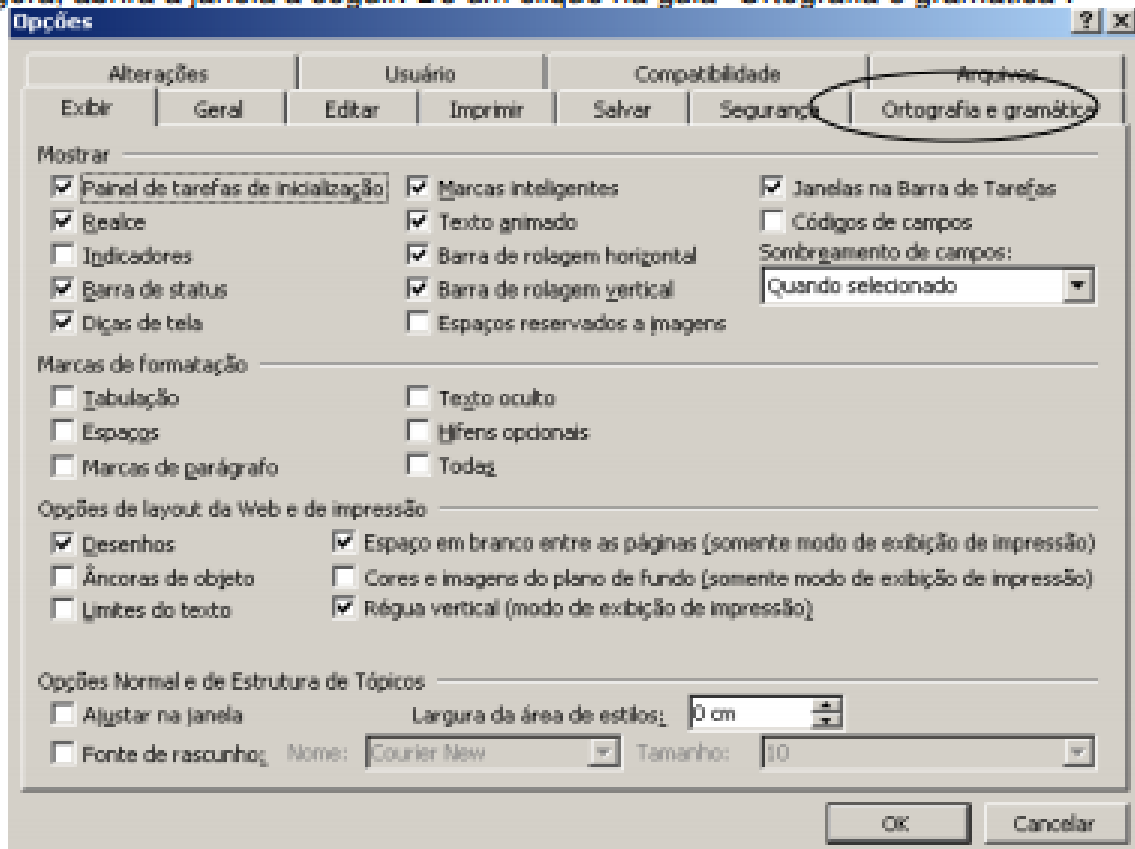 Opções
Alterações Usuário Compatibilidade Arquivos
Exibir Geral Editar Imprimir Salvar Segurança Ortografia e gramática
Mostrar
Painel de tarefas de inicialização Marcas inteligentes Janelas na Barra de Tarefas
Realce Texto animado Códigos de campos
Indicadores Barra de rolagem horizontal Sombreamento de campos:
Barra de status Barra de rolagem vertical Quando selecionado
Dicas de tela Espaços reservados a imagens
Marcas de formatação
Tabulação Texto oculto
Espaços Hífens opcionais
Marcas de parágrafo Todas
Opções de layout da Web e de impressão
Desenhos Espaço em branco entre as páginas (somente modo de exibição de impressão)
Âncoras de objeto Cores e imagens do plano de fundo (somente modo de exibição de impressão)
Limites do texto Régua vertical (modo de exibição de impressão)
Opções Normal e de Estrutura de Tópicos
Ajustar na janela Largura da área de estilos: 0 cm
Fonte de rascunho: Nome: Courier New Tamanho: 10
OK Cancelar